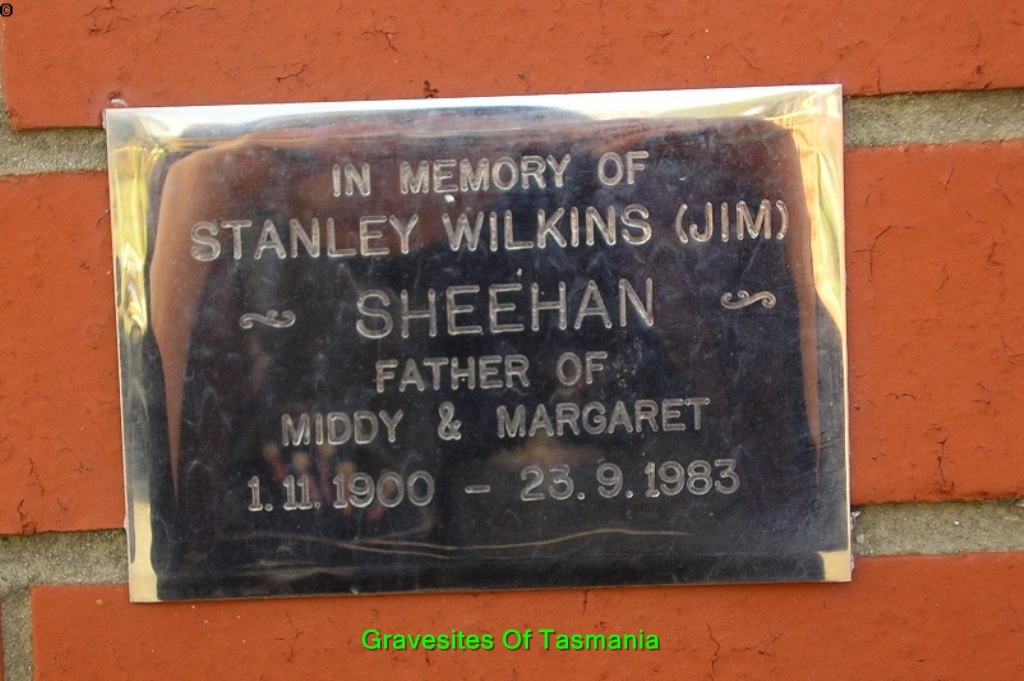 ©
IN MEMORY OF
STANLEY WILKINS (JIM)
SHEEHAN
FATHER OF
MIDDY & MARGARET
1.11.1900 - 23.9.1983
Gravesites Of Tasmania